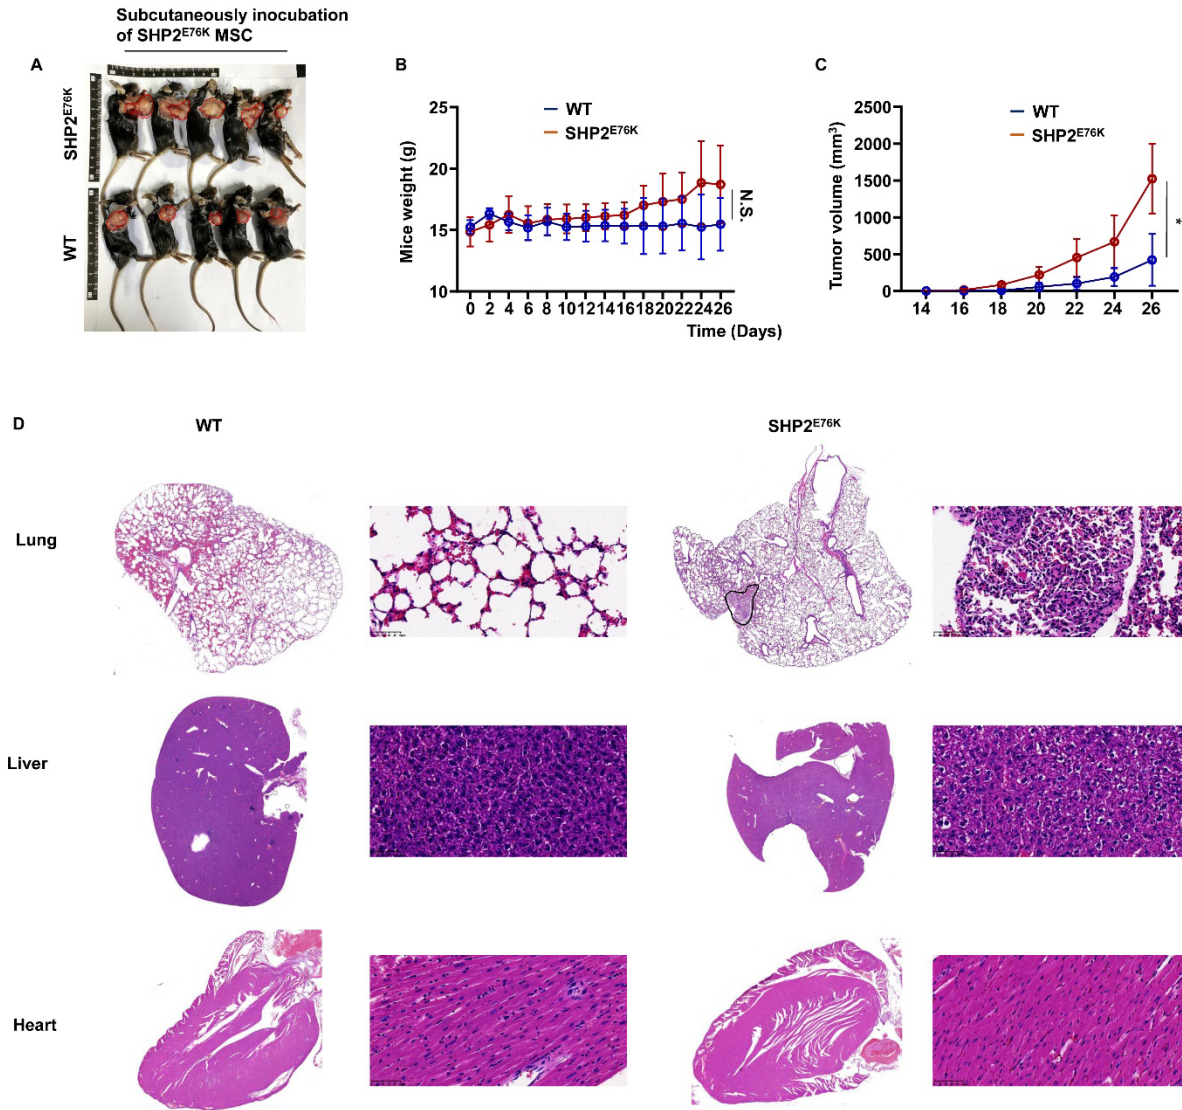 Subcutaneously inocubation
of SHP2E76K MSC
A
SHP2E76K
WT
B
Mice weight (g)
25
20
15
10
WT
SHP2E76K
N.S.
0 2 4 6 8 10 12 14 16 18 20 22 24 26
Time (Days)
C
Tumor volume (mm3)
2500
2000
1500
1000
500
0
WT
SHP2E76K
*
14 16 18 20 22 24 26
D
WT
SHP2E76K
Lung
Liver
Heart